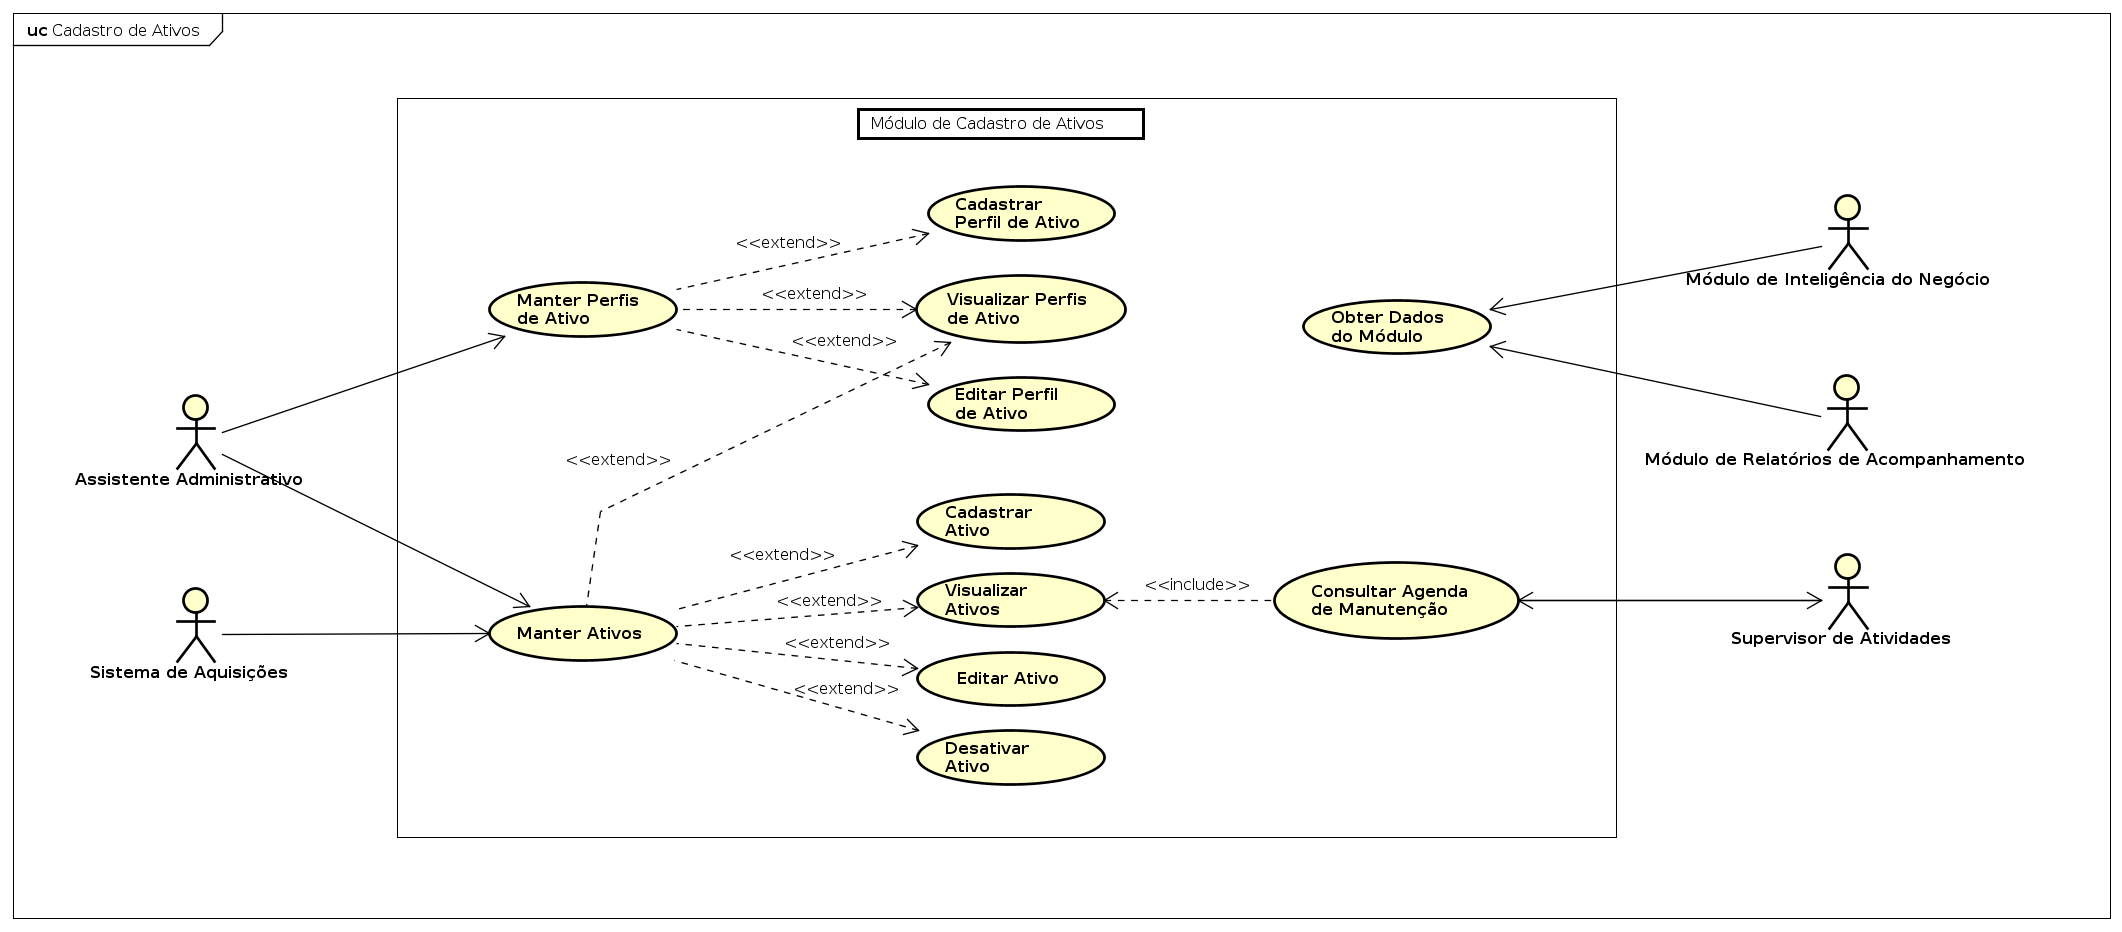 uc Cadastro de Ativos
Módulo de Cadastro de Ativos
Cadastrar
Perfil de Ativo
<<extend>>
Manter Perfis
de Ativo
<<extend>>
Visualizar Perfis
de Ativo
<<extend>>
Editar Perfil
de Ativo
<<extend>>
Obter Dados
do Módulo
Módulo de Inteligência do Negócio
Módulo de Relatórios de Acompanhamento
Assistente Administrativo
Cadastrar
Ativo
<<extend>>
Visualizar
Ativos
<<extend>>
<<include>>
Consultar Agenda
de Manutenção
Supervisor de Atividades
Manter Ativos
<<extend>>
Editar Ativo
<<extend>>
Desativar
Ativo
Sistema de Aquisições